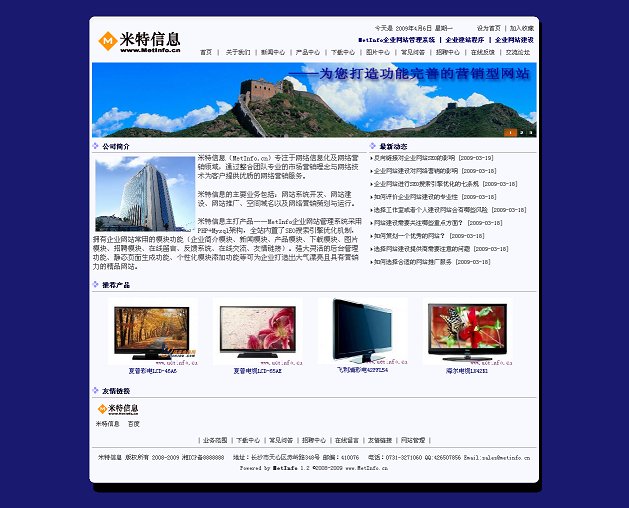 今天是 2009年4月6日 星期一 设为首页 | 加入收藏
米特信息
www.MetInfo.cn
MetInfo企业网站管理系统 | 企业建站程序 | 企业网站建设
首页 | 关于我们 | 新闻中心 | 产品中心 | 下载中心 | 图片中心 | 常见问答 | 招聘中心 | 在线反馈 | 交流论坛
——为您打造功能完善的营销型网站
1 2 3
公司简介
米特信息（MetInfo.cn）专注于网络信息化及网络营
销领域，通过整合团队专业的市场营销理念与网络技
术为客户提供优质的网络营销服务。
米特信息的主要业务包括：网站系统开发、网站建
设、网站推广、空间域名以及网络营销策划与运行。
米特信息主打产品——MetInfo企业网站管理系统采用
PHP+Mysql架构，全站内置了SEO搜索引擎优化机制，
拥有企业网站常用的模块功能（企业简介模块、新闻模块、产品模块、下载模块、图片
模块、招聘模块、在线留言、反馈系统、在线交流、友情链接）。强大灵活的后台管理
功能、静态页面生成功能、个性化模块添加功能等可为企业打造出大气漂亮且具有营销
力的精品网站。
最新动态
反向链接对企业网站SEO的影响 [2009-03-19]
企业网站建设对网络营销的影响 [2009-03-18]
企业网站进行SEO搜索引擎优化的七条规 [2009-03-18]
如何评价企业网站建设的专业性 [2009-03-18]
选择工作室或者个人建设网站会有哪些风险 [2009-03-18]
网站建设需要关注哪些方面？ [2009-03-18]
如何策划一个优秀的网站？ [2009-03-18]
选择网站建设提供商需要注意的问题 [2009-03-18]
如何选择合适的网站推广服务 [2009-03-18]
推荐产品
www.metinfo.cn
www.metinfo.cn
www.metinfo.cn
www.metinfo.cn
夏普彩电LCD-46A6
夏普电视LCD-65AE
飞利浦彩电42PFL54
海尔电视LU42K1
友情链接
米特信息
米特信息 百度
| 业务范围 | 下载中心 | 常见问答 | 招聘中心 | 在线留言 | 友情链接 | 网站管理 |
米特信息 版权所有 2008-2009 湘ICP备8888888 地址：长沙市天心区赤岭路348号 邮编：410076 电话：0731-3271060 QQ:426507856 Email:sales@metinfo.cn
Powered by MetInfo 1.2 ©2008-2009 www.MetInfo.cn